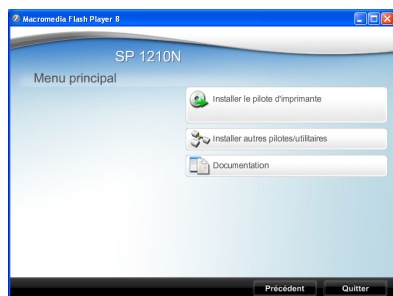 Macromedia Flash Player 8
SP 1210N
Menu principal
Installer le pilote d'imprimante
Installer autres pilotes/utilitaires
Documentation
Précédent
Quitter